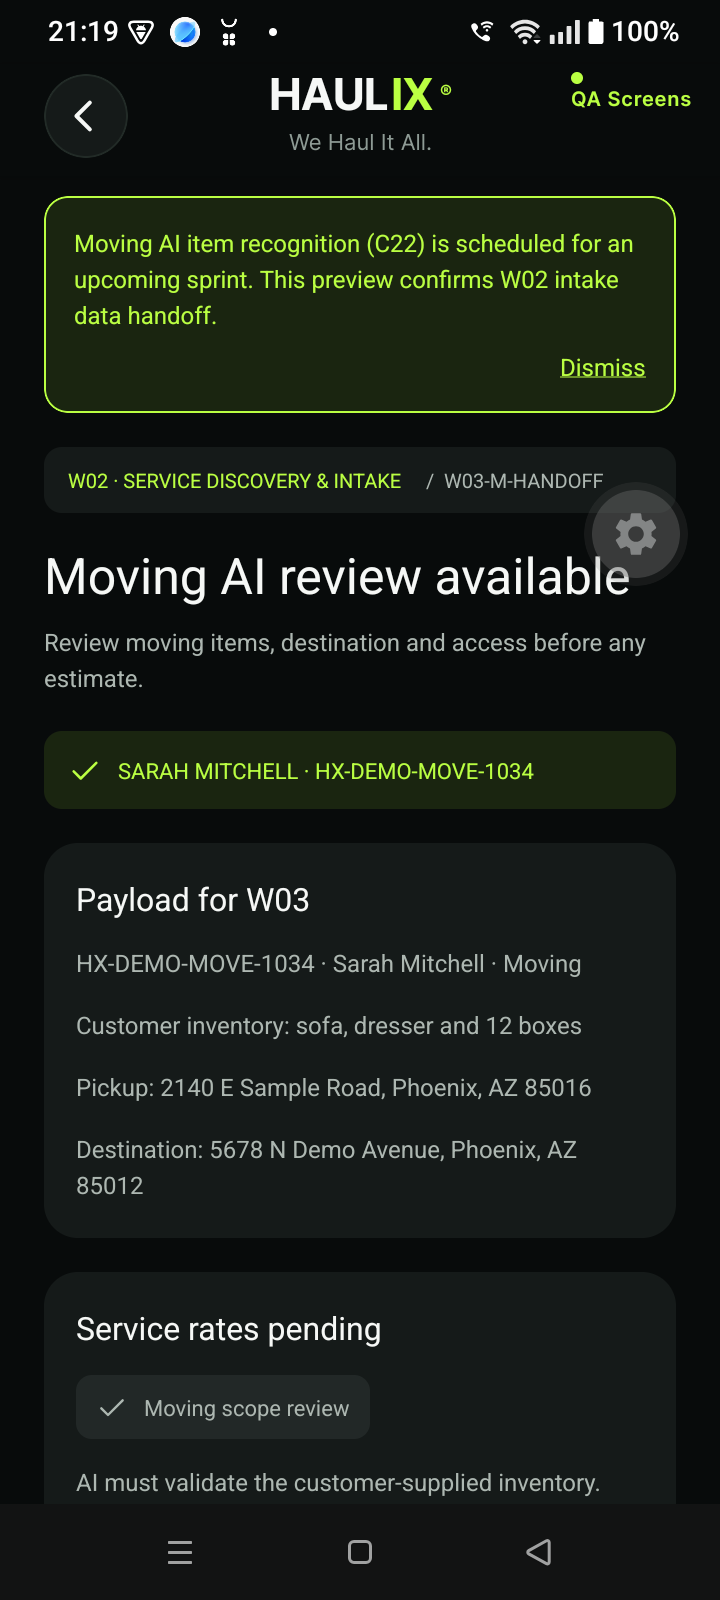 21:19
100%
HAULIX ®
QA Screens
We Haul It All.
Moving AI item recognition (C22) is scheduled for an
upcoming sprint. This preview confirms W02 intake
data handoff.
Dismiss
W02 · SERVICE DISCOVERY & INTAKE / W03-M-HANDOFF
Moving AI review available
Review moving items, destination and access before any
estimate.
SARAH MITCHELL · HX-DEMO-MOVE-1034
Payload for W03
HX-DEMO-MOVE-1034 · Sarah Mitchell · Moving
Customer inventory: sofa, dresser and 12 boxes
Pickup: 2140 E Sample Road, Phoenix, AZ 85016
Destination: 5678 N Demo Avenue, Phoenix, AZ
85012
Service rates pending
Moving scope review
AI must validate the customer-supplied inventory.